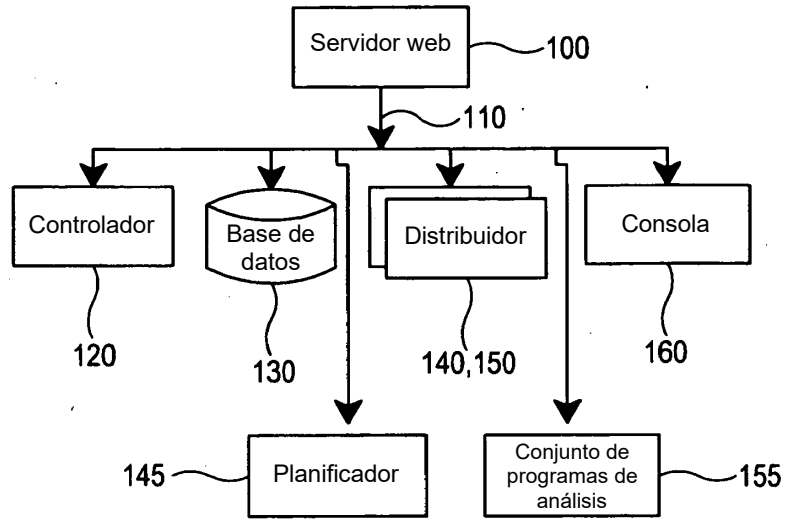 Servidor web
100
110
Controlador
Base de
datos
Distribuidor
Consola
120
130
140,150
160
145
Planificador
Conjunto de
programas de
análisis
155